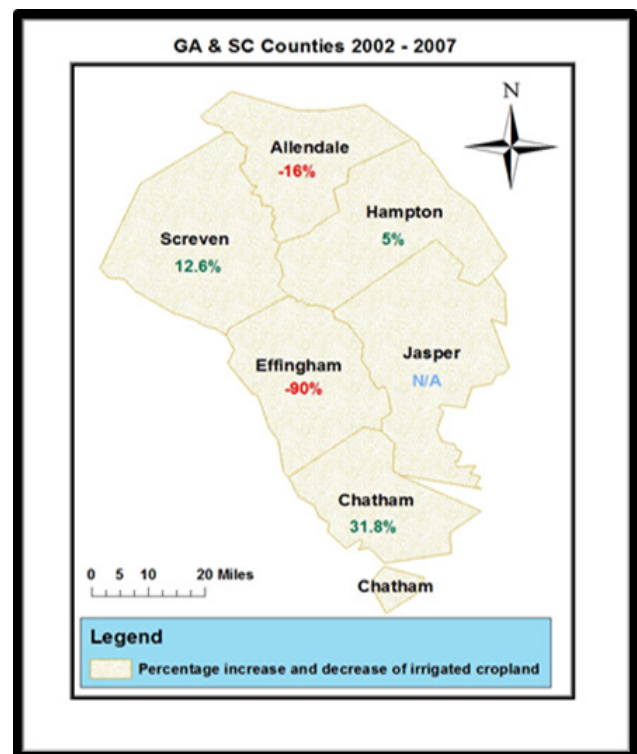 GA & SC Counties 2002 - 2007
N
Allendale
-16%
Hampton
5%
Screven
12.6%
Jasper
N/A
Effingham
-90%
Chatham
31.8%
0 5 10 20 Miles
Chatham
Legend
Percentage increase and decrease of irrigated cropland